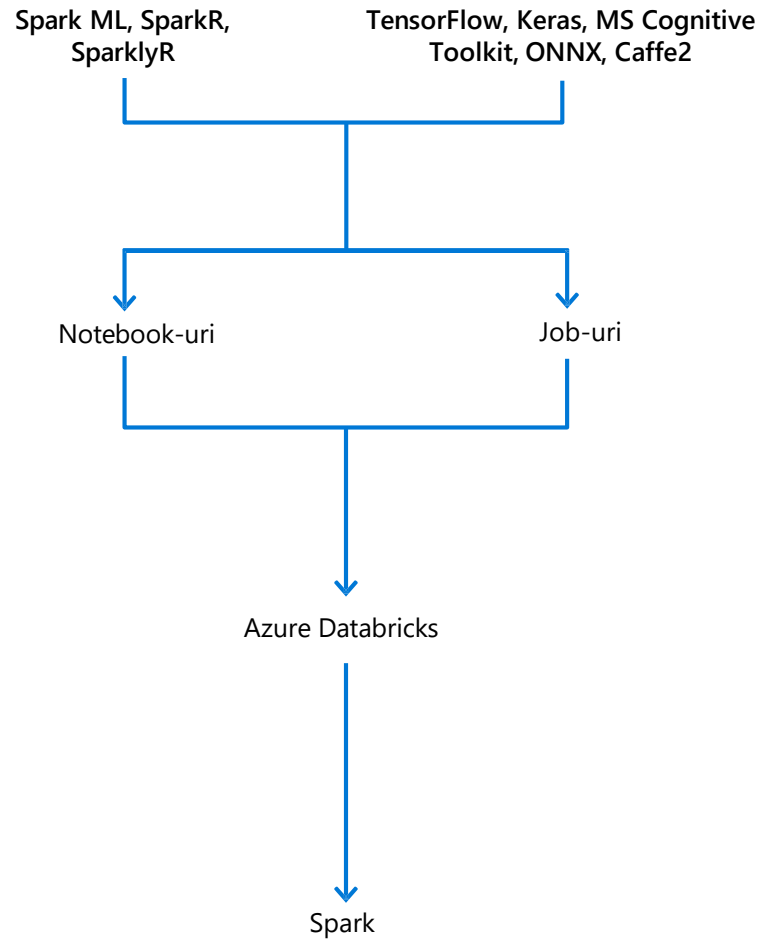 Spark ML, SparkR,
SparklyR
TensorFlow, Keras, MS Cognitive
Toolkit, ONNX, Caffe2
Notebook-uri
Job-uri
Azure Databricks
Spark